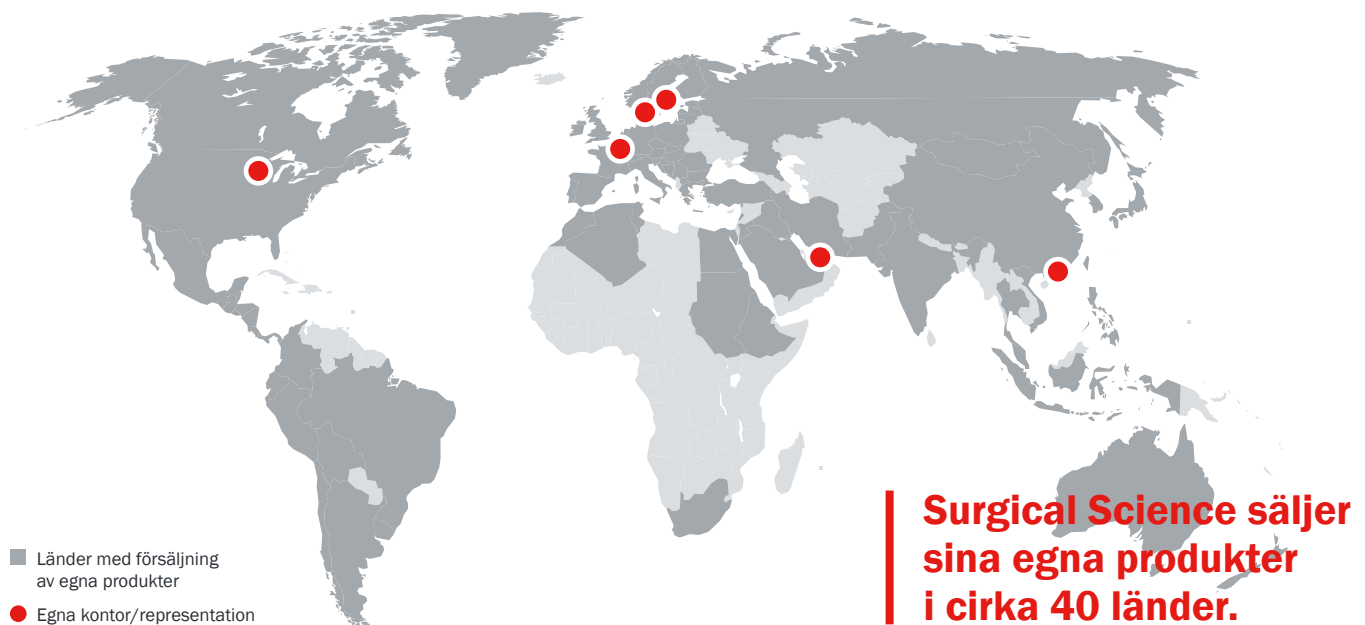 Länder med försäljning
av egna produkter
Egna kontor/representation
Surgical Science säljer
sina egna produkter
i cirka 40 länder.